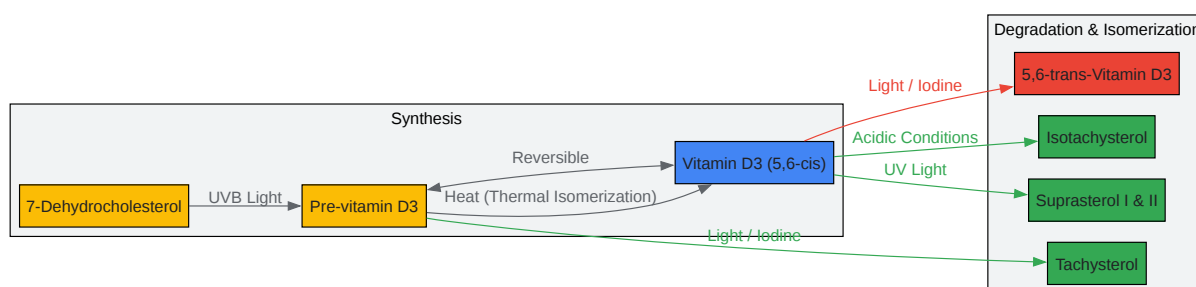 Degradation & Isomerization
5,6-trans-Vitamin D3
Light / Iodine
Synthesis
Isotachysterol
Acidic Conditions
Reversible
Vitamin D3 (5,6-cis)
UV Light
7-Dehydrocholesterol
UVB Light
Pre-vitamin D3
Heat (Thermal Isomerization)
Suprasterol I & II
Light / Iodine
Tachysterol